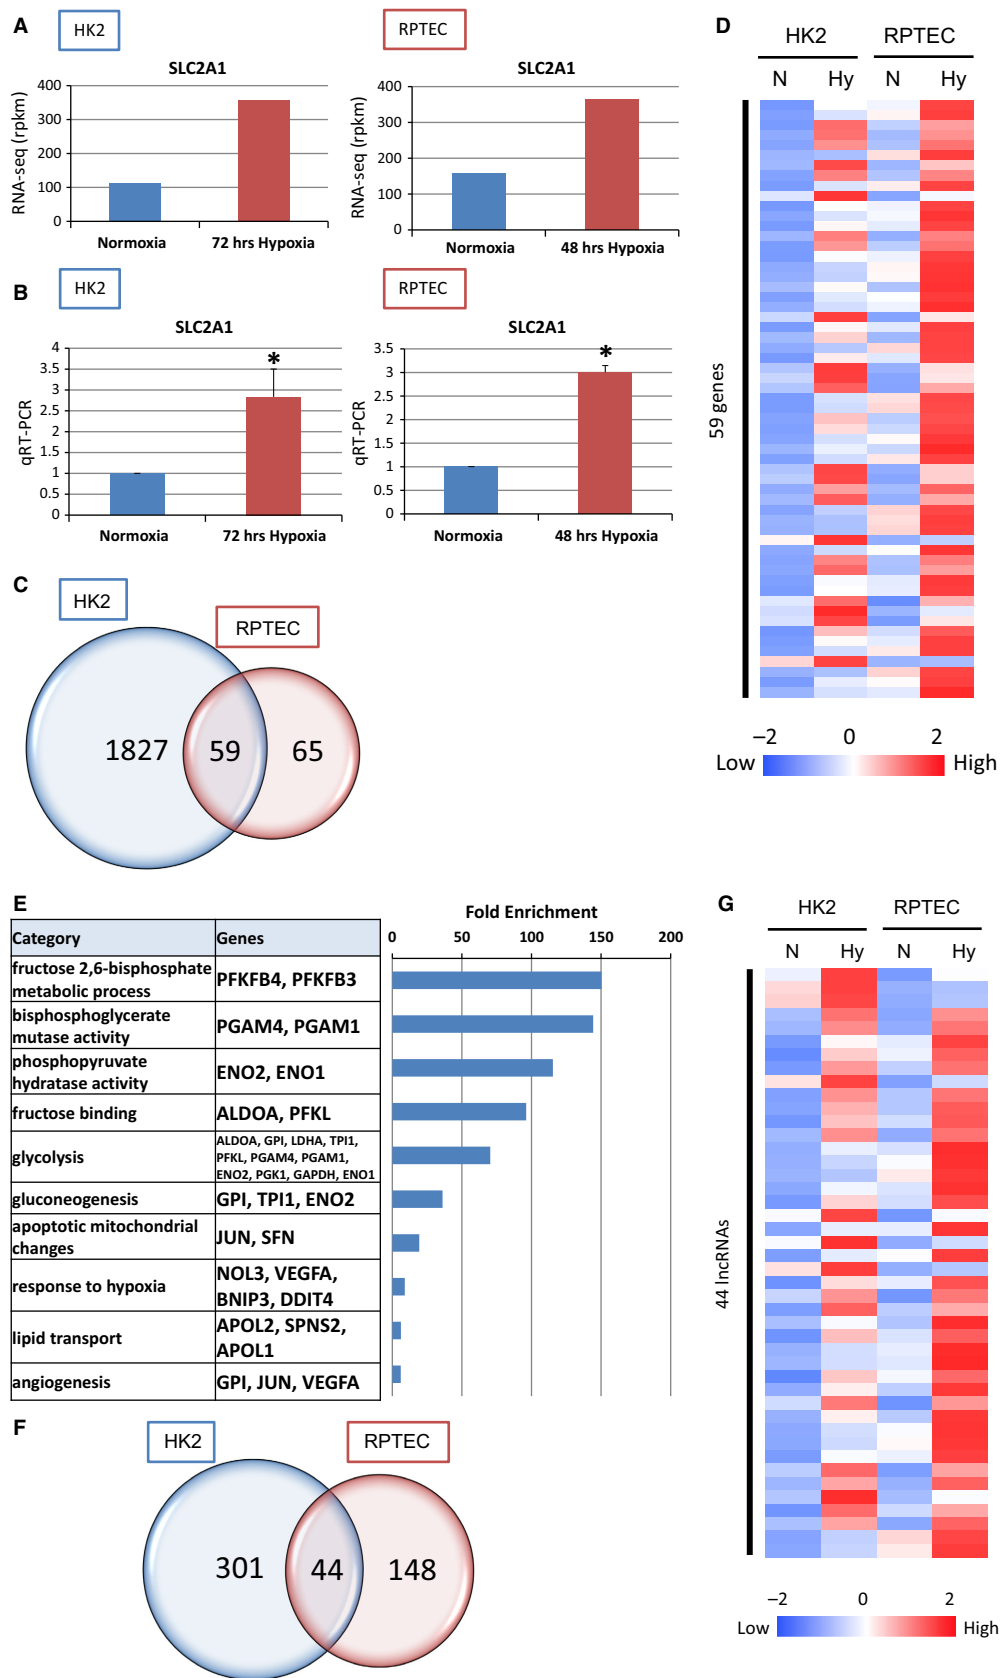 A
HK2
RPTEC
SLC2A1
SLC2A1
RNA-seq (rpkm)
400
300
200
100
0
Normoxia
72 hrs Hypoxia
RNA-seq (rpkm)
400
300
200
100
0
Normoxia
48 hrs Hypoxia
B
HK2
RPTEC
SLC2A1
SLC2A1
qRT-PCR
4
3.5
3
2.5
2
1.5
1
0.5
0
*
Normoxia
72 hrs Hypoxia
qRT-PCR
3.5
3
2.5
2
1.5
1
0.5
0
*
Normoxia
48 hrs Hypoxia
C
HK2
RPTEC
1827
59
65
D
HK2
RPTEC
N
Hy
N
Hy
59 genes
−2
0
2
Low
High
E
Fold Enrichment
0
50
100
150
200
Category
Genes
fructose 2,6-bisphosphate
metabolic process
PFKFB4, PFKFB3
bisphosphoglycerate
mutase activity
PGAM4, PGAM1
phosphopyruvate
hydratase activity
ENO2, ENO1
fructose binding
ALDOA, PFKL
glycolysis
ALDOA, GPI, LDHA, TPI1,
PFKL, PGAM4, PGAM1,
ENO2, PGK1, GAPDH, ENO1
gluconeogenesis
GPI, TPI1, ENO2
apoptotic mitochondrial
changes
JUN, SFN
response to hypoxia
NOL3, VEGFA,
BNIP3, DDIT4
lipid transport
APOL2, SPNS2,
APOL1
angiogenesis
GPI, JUN, VEGFA
F
HK2
RPTEC
301
44
148
G
HK2
RPTEC
N
Hy
N
Hy
44 lncRNAs
−2
0
2
Low
High